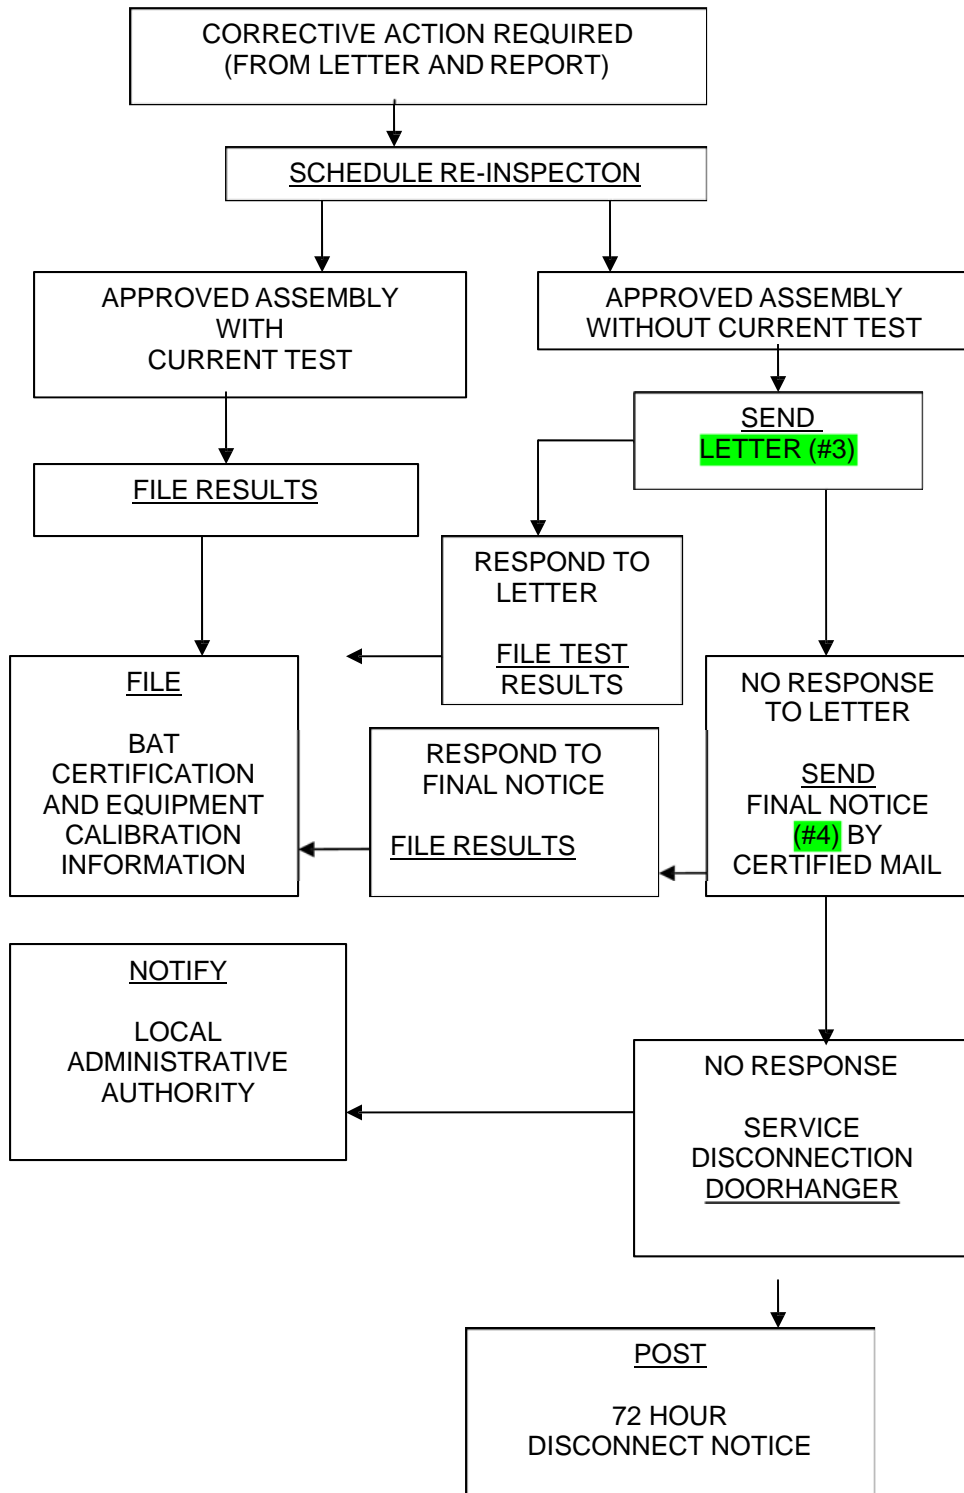 CORRECTIVE ACTION REQUIRED
(FROM LETTER AND REPORT)
SCHEDULE RE-INSPECTON
APPROVED ASSEMBLY
WITH
CURRENT TEST
APPROVED ASSEMBLY
WITHOUT CURRENT TEST
SEND
LETTER (#3)
FILE RESULTS
RESPOND TO
LETTER
FILE TEST
RESULTS
FILE
BAT
CERTIFICATION
AND EQUIPMENT
CALIBRATION
INFORMATION
RESPOND TO
FINAL NOTICE
FILE RESULTS
NO RESPONSE
TO LETTER
SEND
FINAL NOTICE
(#4) BY
CERTIFIED MAIL
NOTIFY
LOCAL
ADMINISTRATIVE
AUTHORITY
NO RESPONSE
SERVICE
DISCONNECTION
DOORHANGER
POST
72 HOUR
DISCONNECT NOTICE